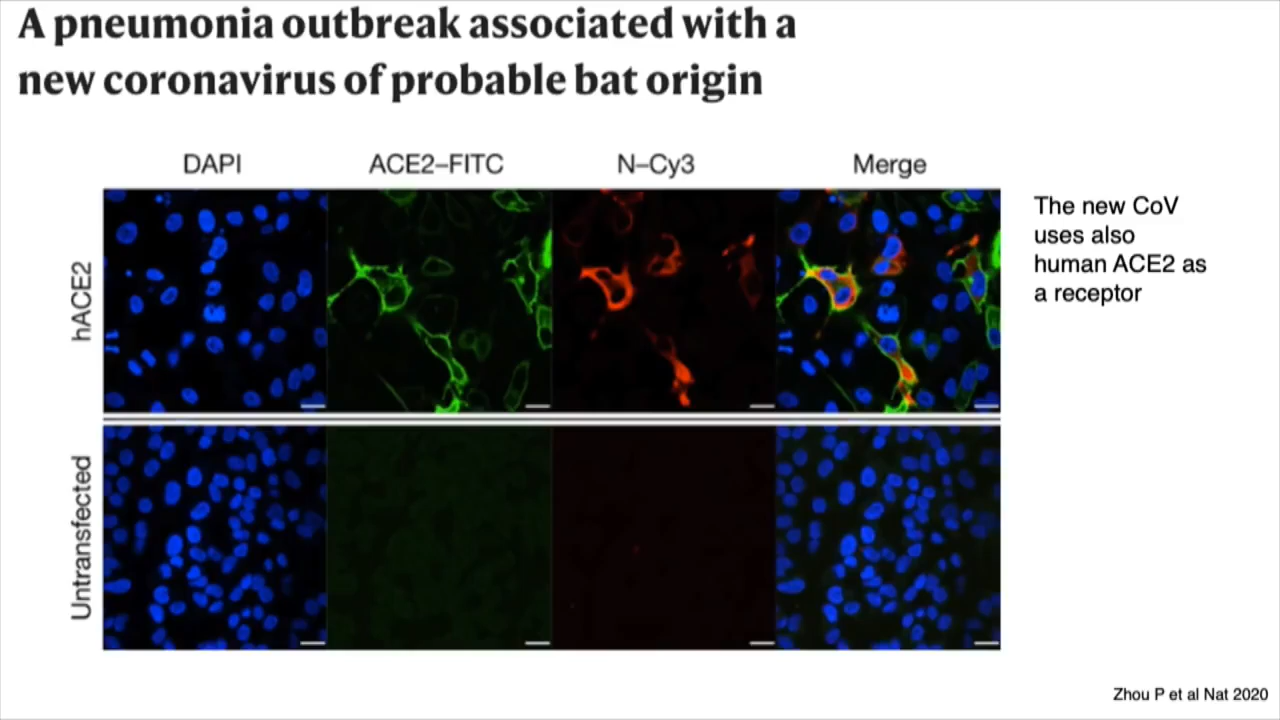 A pneumonia outbreak associated with a
new coronavirus of probable bat origin
DAPI
ACE2–FITC
N–Cy3
Merge
hACE2
Untransfected
The new CoV
uses also
human ACE2 as
a receptor
Zhou P et al Nat 2020